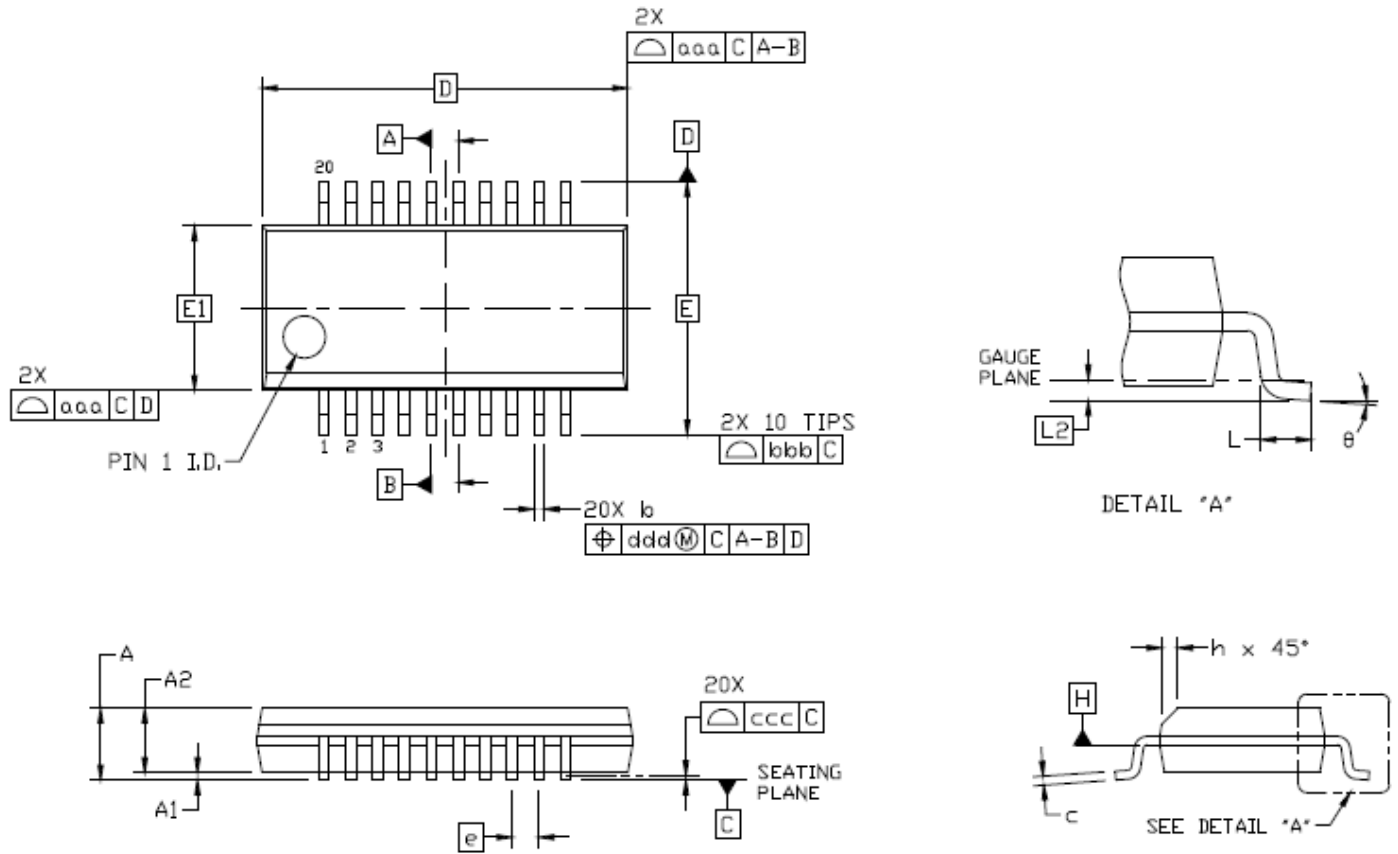 2X
aaa C A-B
D
A
D
20
E1
E
2X
aaa C D
1 2 3
PIN 1 I.D.
B
2X 10 TIPS
bbb C
20X b
ddd Ⓜ C A-B D
GAUGE
PLANE
L2
L
θ
DETAIL "A"
A
A2
A1
e
20X
ccc C
SEATING
PLANE
C
h x 45°
H
c
SEE DETAIL "A"